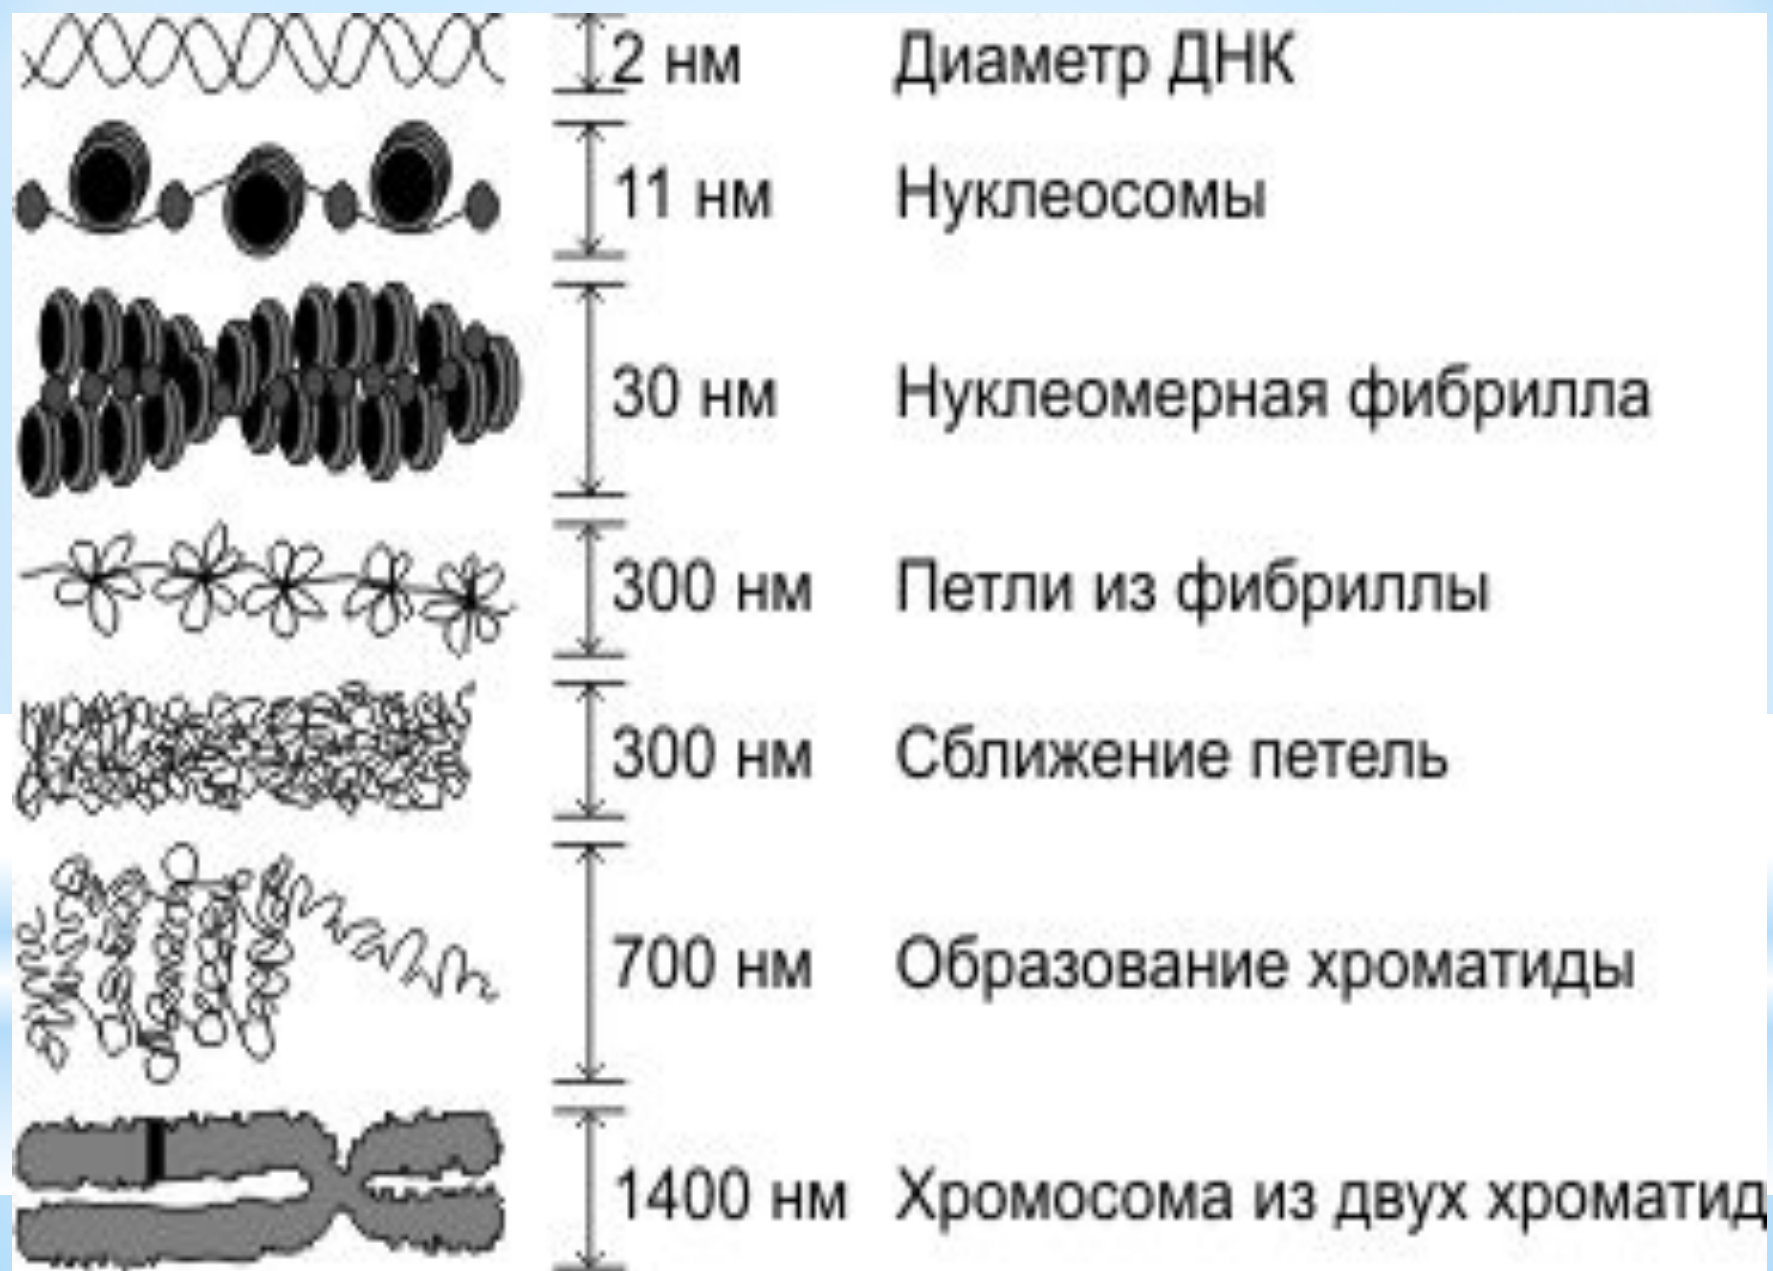 2 нм Диаметр ДНК
11 нм Нуклеосомы
30 нм Нуклеомерная фибрилла
300 нм Петли из фибриллы
300 нм Сближение петель
700 нм Образование хроматиды
1400 нм Хромосома из двух хроматид